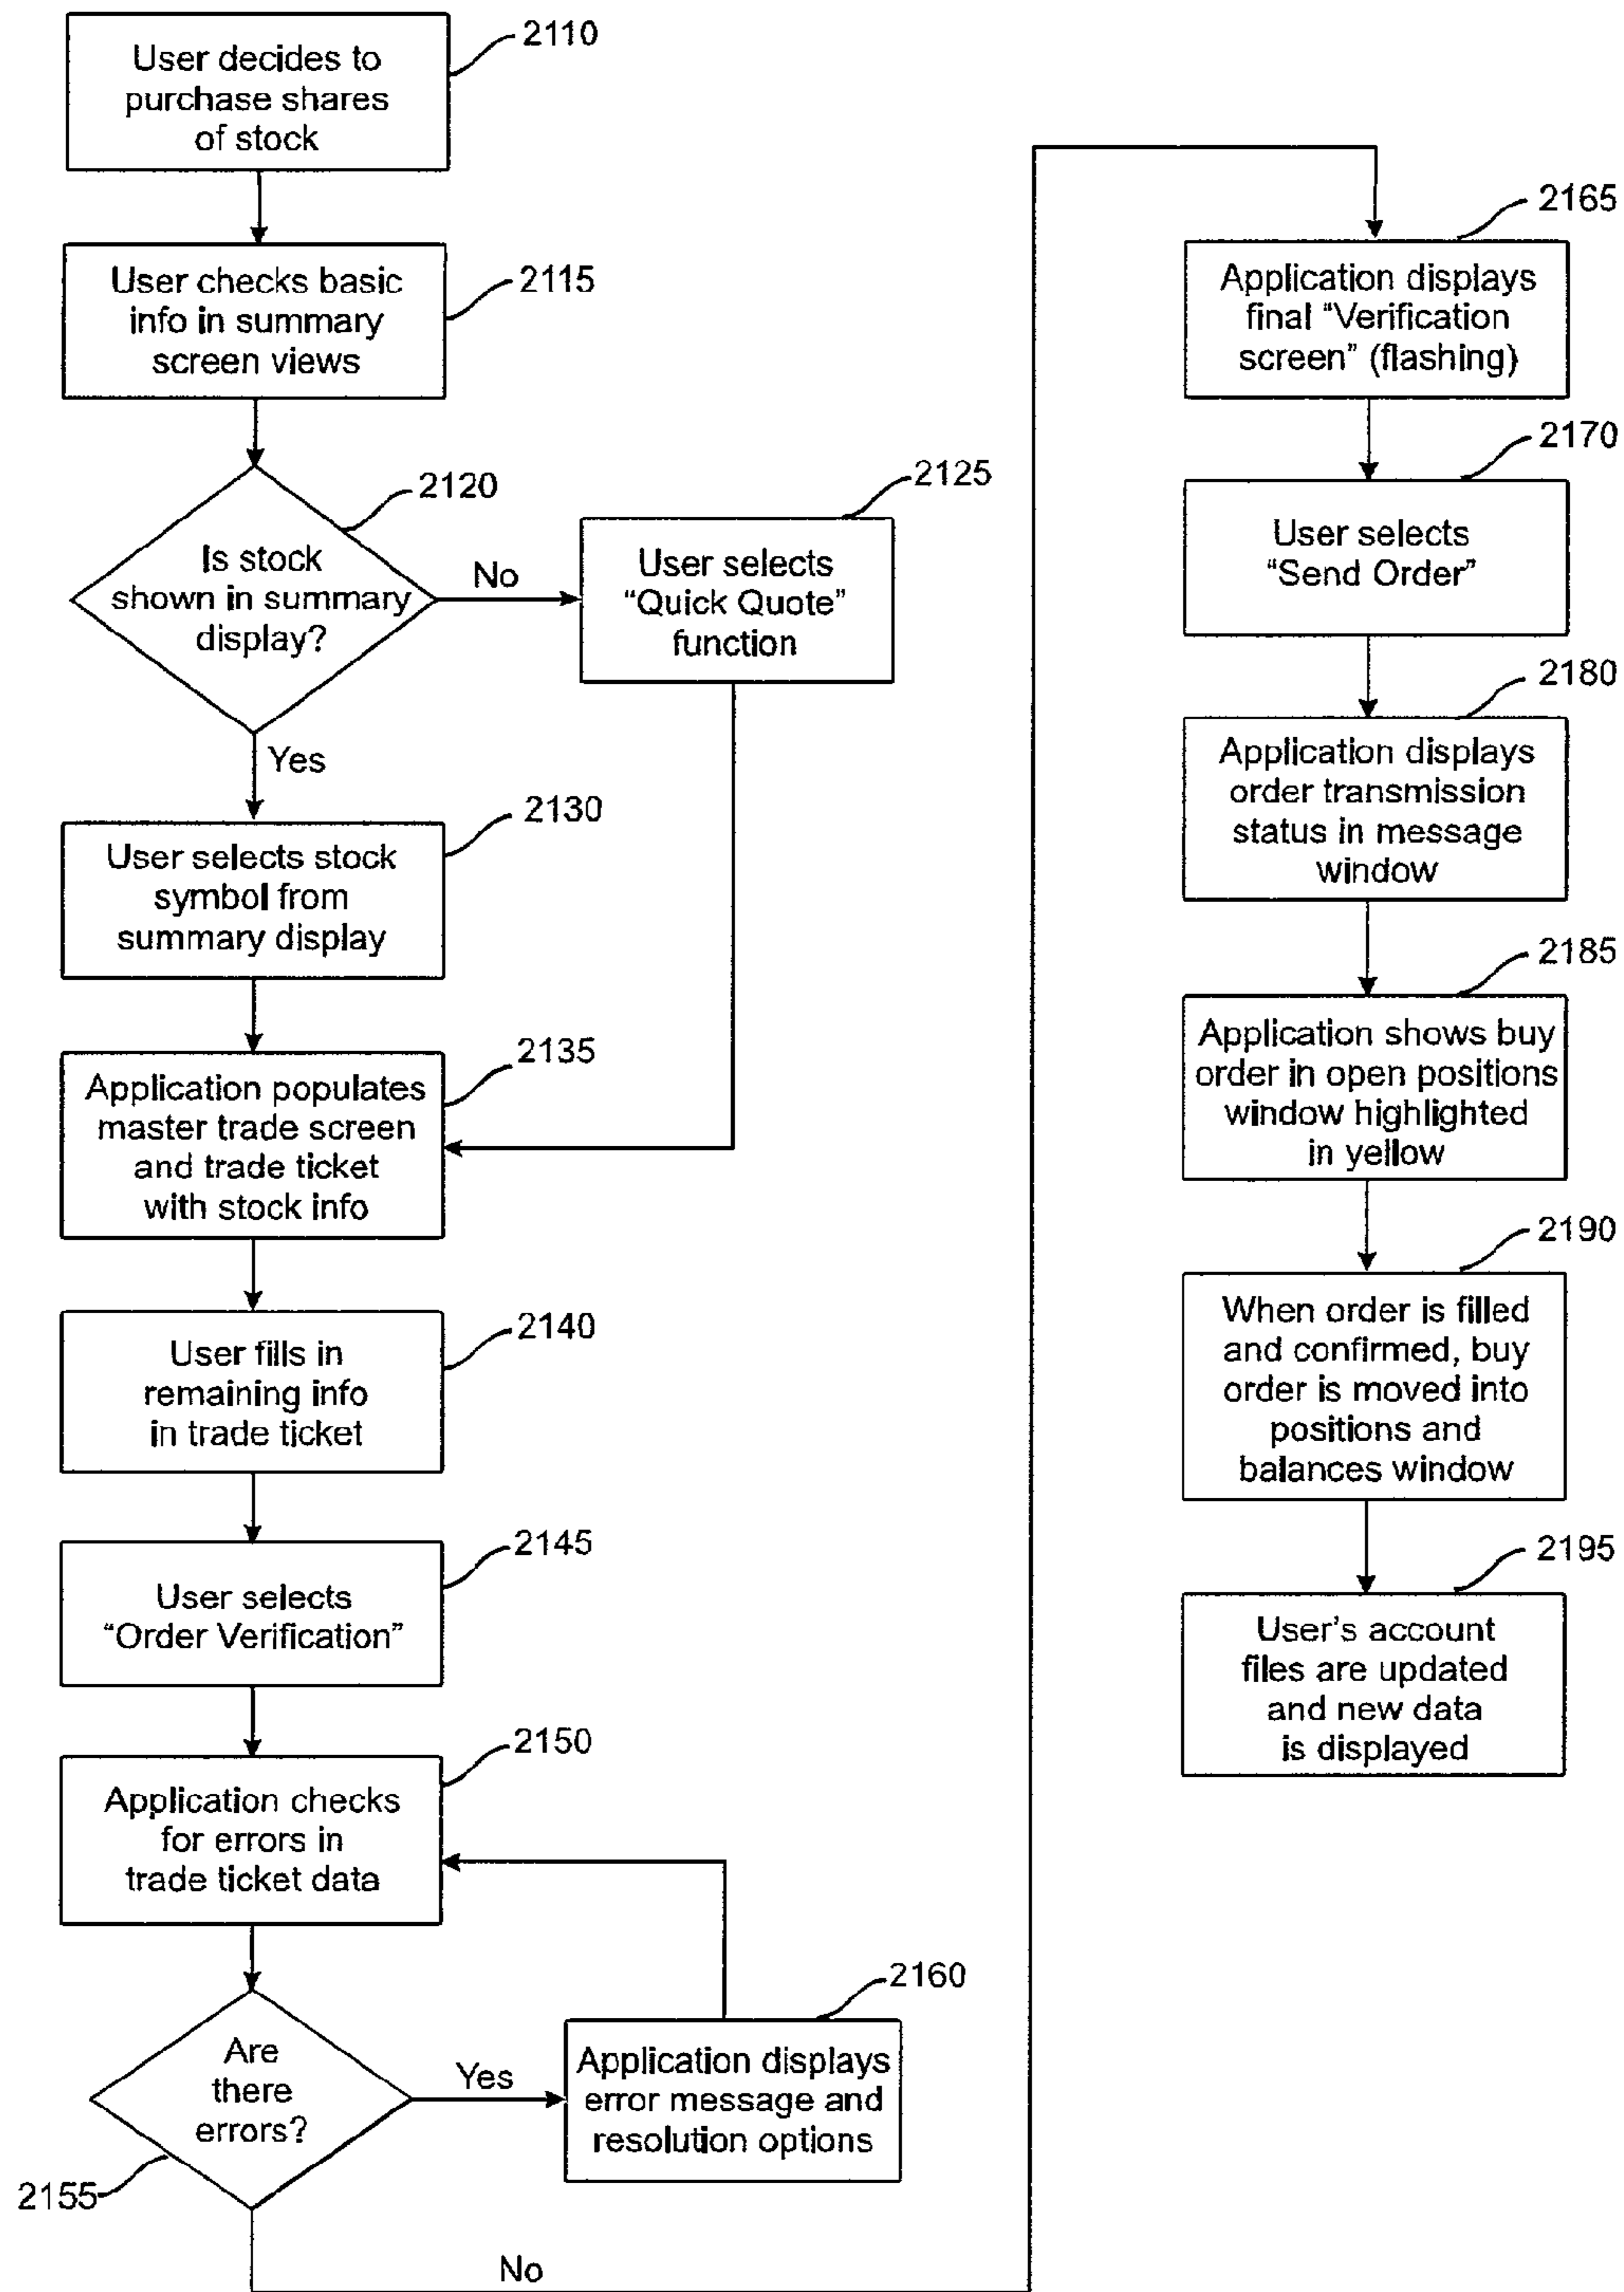 2110
User decides to
purchase shares
of stock
2115
User checks basic
info in summary
screen views
2120
Is stock
shown in summary
display?
No
Yes
2125
User selects
“Quick Quote”
function
2130
User selects stock
symbol from
summary display
2135
Application populates
master trade screen
and trade ticket
with stock info
2140
User fills in
remaining info
in trade ticket
2145
User selects
“Order Verification”
2150
Application checks
for errors in
trade ticket data
2155
Are
there
errors?
Yes
No
2160
Application displays
error message and
resolution options
2165
Application displays
final “Verification
screen” (flashing)
2170
User selects
“Send Order”
2180
Application displays
order transmission
status in message
window
2185
Application shows buy
order in open positions
window highlighted
in yellow
2190
When order is filled
and confirmed, buy
order is moved into
positions and
balances window
2195
User’s account
files are updated
and new data
is displayed